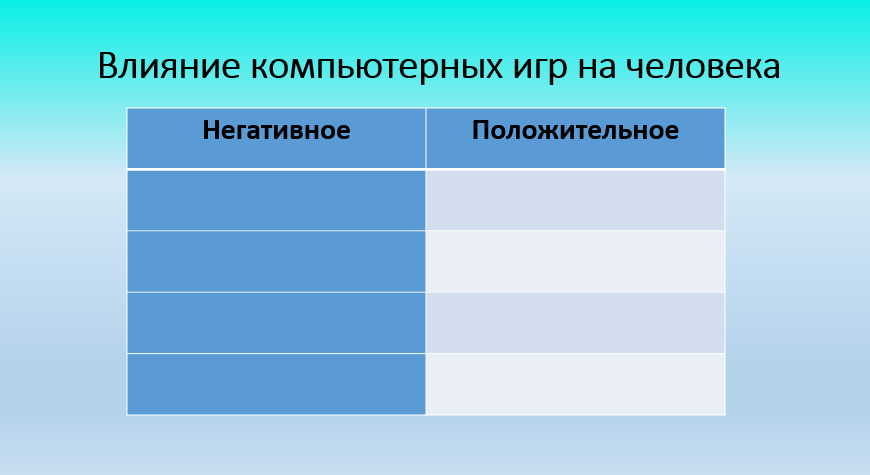 Влияние компьютерных игр на человека
Негативное Положительное